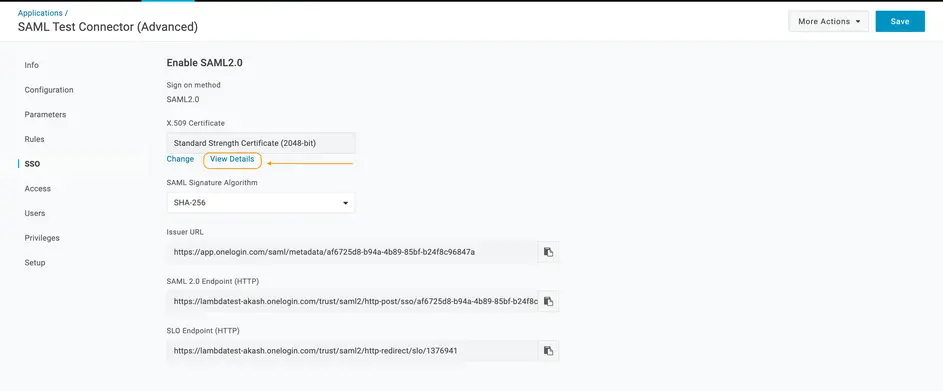 Applications /
SAML Test Connector (Advanced)
More Actions
Save
Info
Configuration
Parameters
Rules
SSO
Access
Users
Privileges
Setup
Enable SAML2.0
Sign on method
SAML2.0
X.509 Certificate
Standard Strength Certificate (2048-bit)
Change View Details
SAML Signature Algorithm
SHA-256
Issuer URL
https://app.onelogin.com/saml/metadata/af6725d8-b94a-4b89-85bf-b24f8c96847a
SAML 2.0 Endpoint (HTTP)
https://lambdatest-akash.onelogin.com/trust/saml2/http-post/sso/af6725d8-b94a-4b89-85bf-b24f8c
SLO Endpoint (HTTP)
https://lambdatest-akash.onelogin.com/trust/saml2/http-redirect/slo/1376941